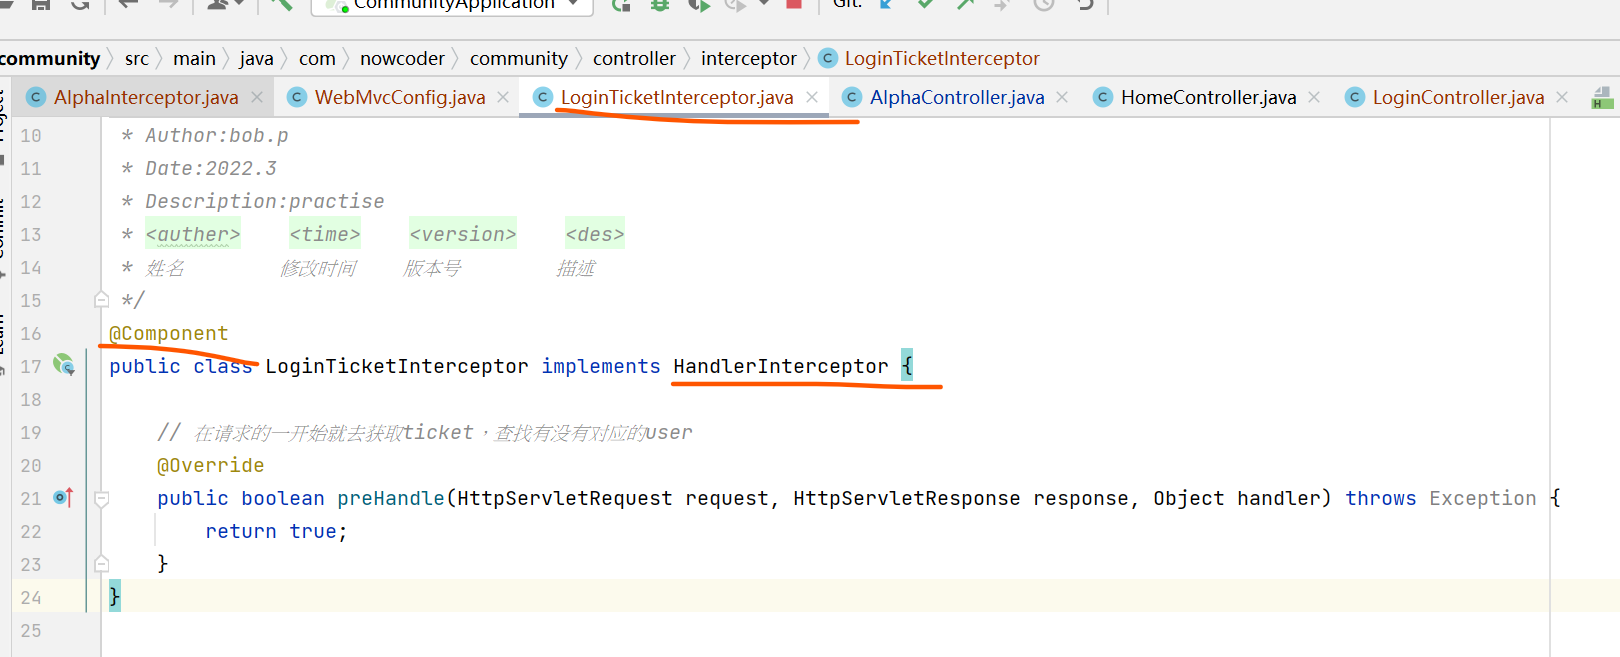 CommunityApplication
Git:
community src main java com nowcoder community controller interceptor LoginTicketInterceptor
AlphaInterceptor.java WebMvcConfig.java LoginTicketInterceptor.java AlphaController.java HomeController.java LoginController.java
10 * Author:bob.p
11 * Date:2022.3
12 * Description:practise
13 * <auther> <time> <version> <des>
14 * 姓名 修改时间 版本号 描述
15 */
16 @Component
17 public class LoginTicketInterceptor implements HandlerInterceptor {
18
19 // 在请求的一开始就去获取ticket，查找有没有对应的user
20 @Override
21 public boolean preHandle(HttpServletRequest request, HttpServletResponse response, Object handler) throws Exception {
22 return true;
23 }
24 }
25